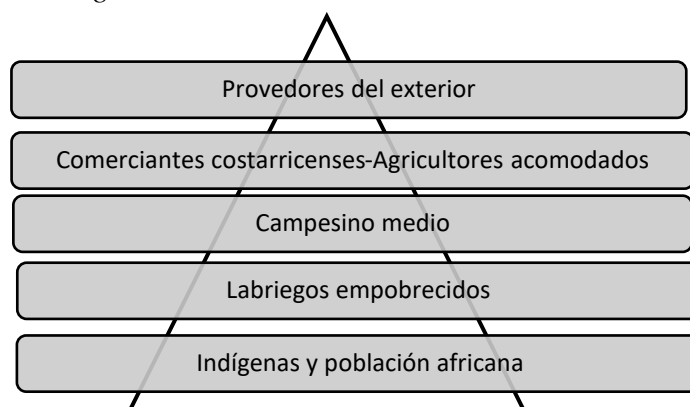 Provedores del exterior
Comerciantes costarricenses-Agricultores acomodados
Campesino medio
Labriegos empobrecidos
Indígenas y población africana